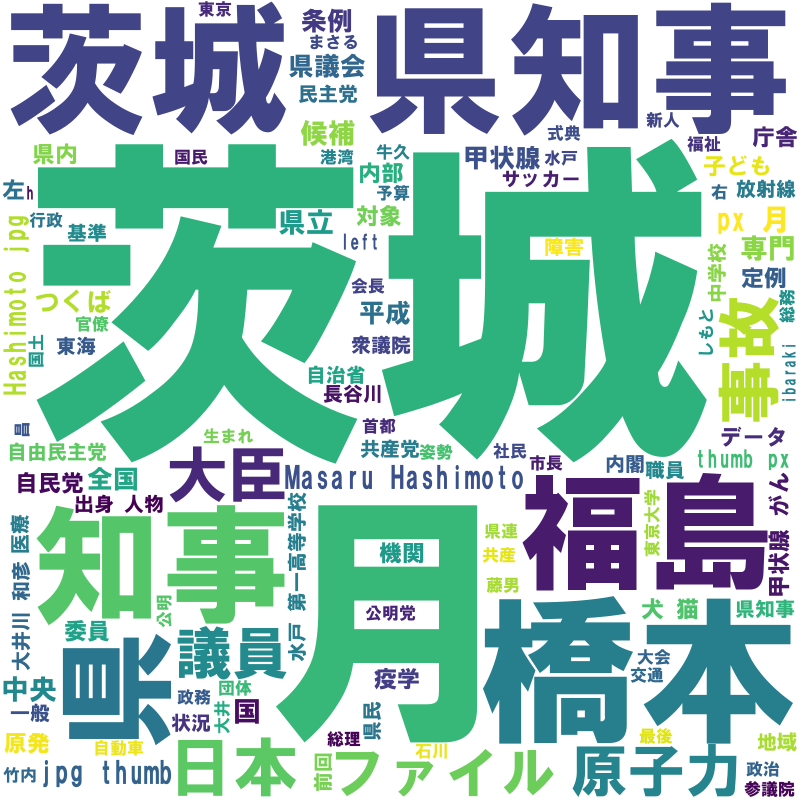 東京
条例
まさる
茨城 県知事
県議会
民主党
新人
候補
式典
福祉
庁舎
県内
国民
港湾
牛久
甲状腺
水戸
子ども
内部
サッカー
左
h
予算
右
放射線
行政
県立
対象
px 月
基準
left
障害
専門
Hashimoto jpg
茨城
中学校
定例
会長
つくば
平成
官僚
総務
国士
東海
衆議院
しもと
事故
ibaraki
自治省
長谷川
昌
首都
生まれ
データ
自由民主党
共産党
姿勢
社民
内閣
thumb px
大臣
Masaru Hashimoto
市長
職員
自民党
全国
出身 人物
福島
がん
甲状腺
知事
月
第一高等学校
水戸
県連
東京大学
機関
共産
医療
和彦
大井川
藤男
犬 猫
県知事
公明
公明党
橋本
委員
県
議員
大会
交通
疫学
中央
団体
政務
一般
国
大井
状況
県民
原発
自動車
総理
石川
最後
地域
竹内
jpg thumb
日本
前回
ファイル
原子力
政治
参議院